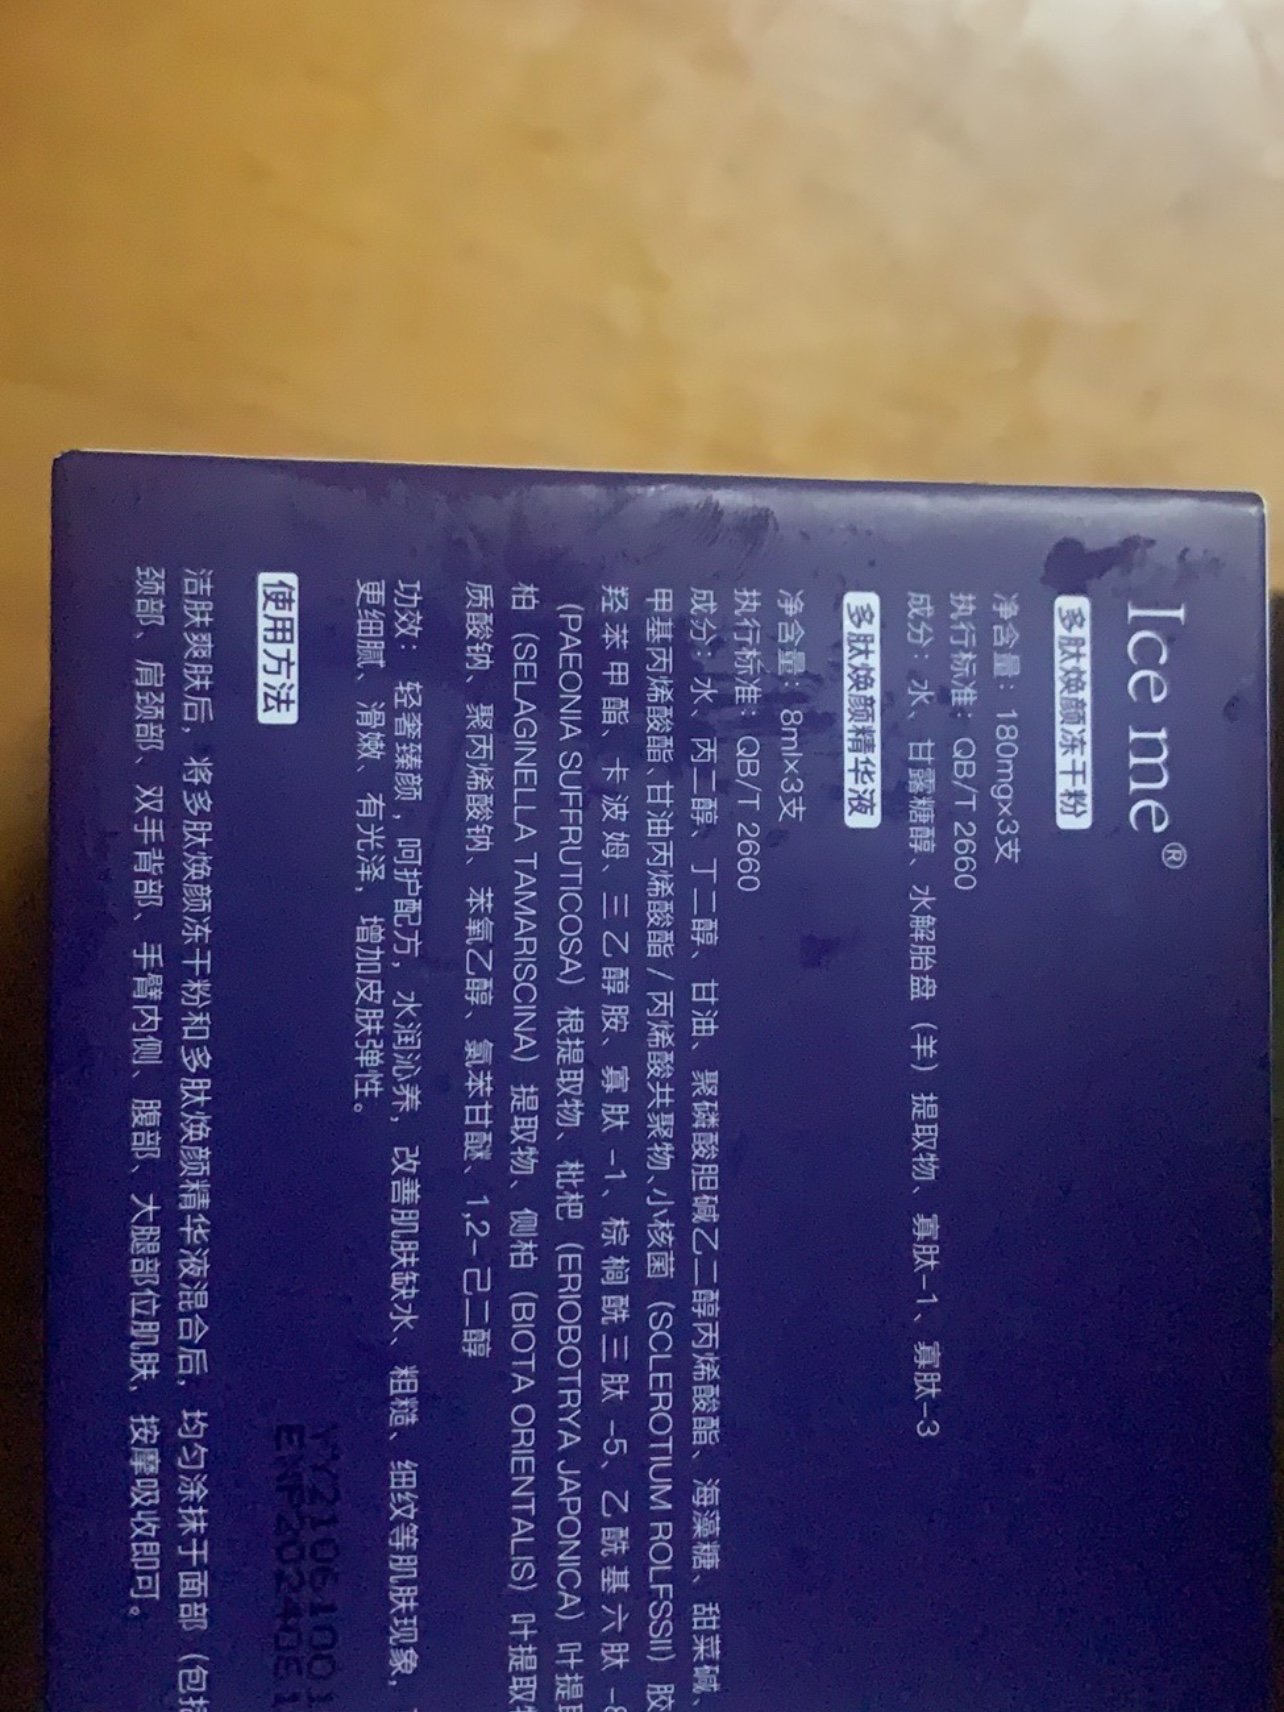 Ice me®
多肽焕颜冻干粉
净含量：180mg×3支
执行标准：QB/T 2660
成分：水、甘露糖醇、水解胎盘（羊）提取物、寡肽-1、寡肽-3
多肽焕颜精华液
净含量：8ml×3支
执行标准：QB/T 2660
成分：水、丙二醇、丁二醇、甘油、聚磷酸胆碱乙二醇丙烯酸酯、海藻糖、甜菜碱、
甲基丙烯酸酯、甘油丙烯酸酯/丙烯酸共聚物、小核菌（SCLEROTIUM ROLFSSII）胶
羟苯甲酯、卡波姆、三乙醇胺、寡肽-1、棕榈酰三肽-5、乙酰基六肽-8
（PAEONIA SUFFRUTICOSA）根提取物、枇杷（ERIOBOTRYA JAPONICA）叶提取
柏（SELAGINELLA TAMARISCINA）提取物、侧柏（BIOTA ORIENTALIS）叶提取物
质酸钠、聚丙烯酸钠、苯氧乙醇、氯苯甘醚、1,2-己二醇
功效：轻奢臻颜，呵护配方，水润沁养，改善肌肤缺水、粗糙、细纹等肌肤现象，
更细腻、滑嫩、有光泽，增加皮肤弹性。
使用方法
洁肤爽肤后，将多肽焕颜冻干粉和多肽焕颜精华液混合后，均匀涂抹于面部（包括
颈部、肩颈部、双手背部、手臂内侧、腹部、大腿部位肌肤，按摩吸收即可。